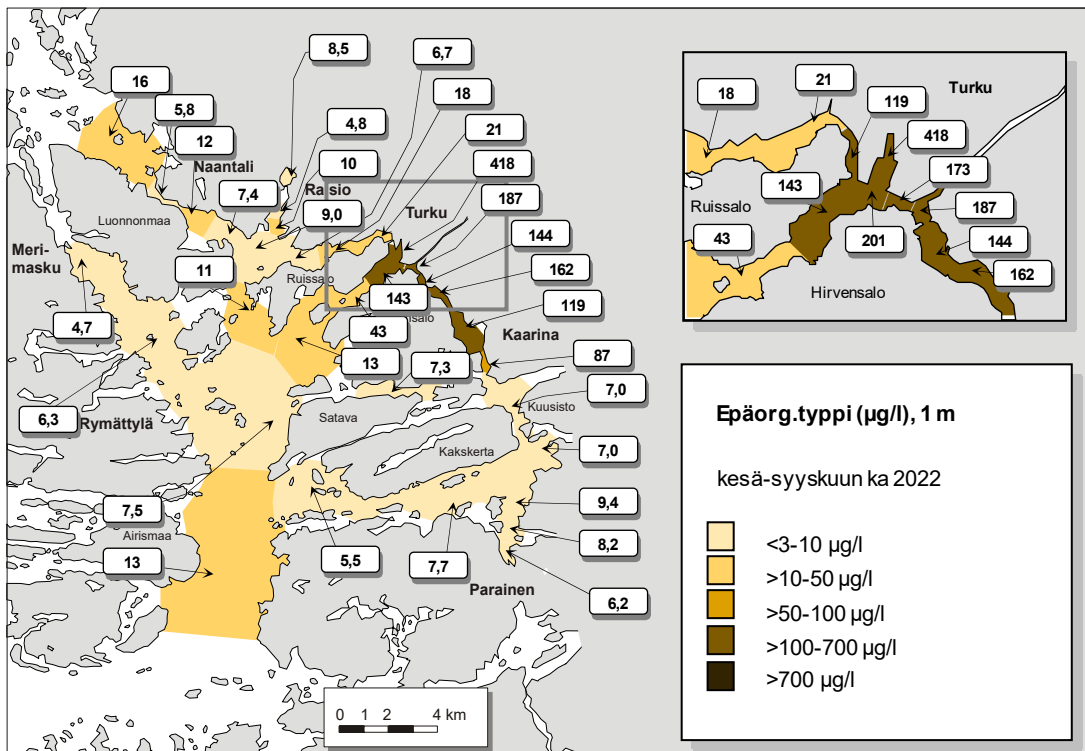 8,5
6,7
16
18
5,8
4,8
21
12
Naantali
10
418
7,4
Raisio
187
9,0
Turku
Luonnonmaa
144
Meri-
masku
11
Ruissalo
162
143
119
4,7
43
Kaarina
13
7,3
87
6,3
Rymättylä
Satava
7,0
Kuusisto
Kakskerta
7,0
7,5
9,4
Airismaa
13
5,5
7,7
8,2
Parainen
6,2
0 1 2 4 km
21
18
119
Turku
418
173
143
Ruissalo
187
43
201
144
162
Hirvensalo
Epäorg.typpi (µg/l), 1 m
kesä-syyskuun ka 2022
<3-10 µg/l
>10-50 µg/l
>50-100 µg/l
>100-700 µg/l
>700 µg/l